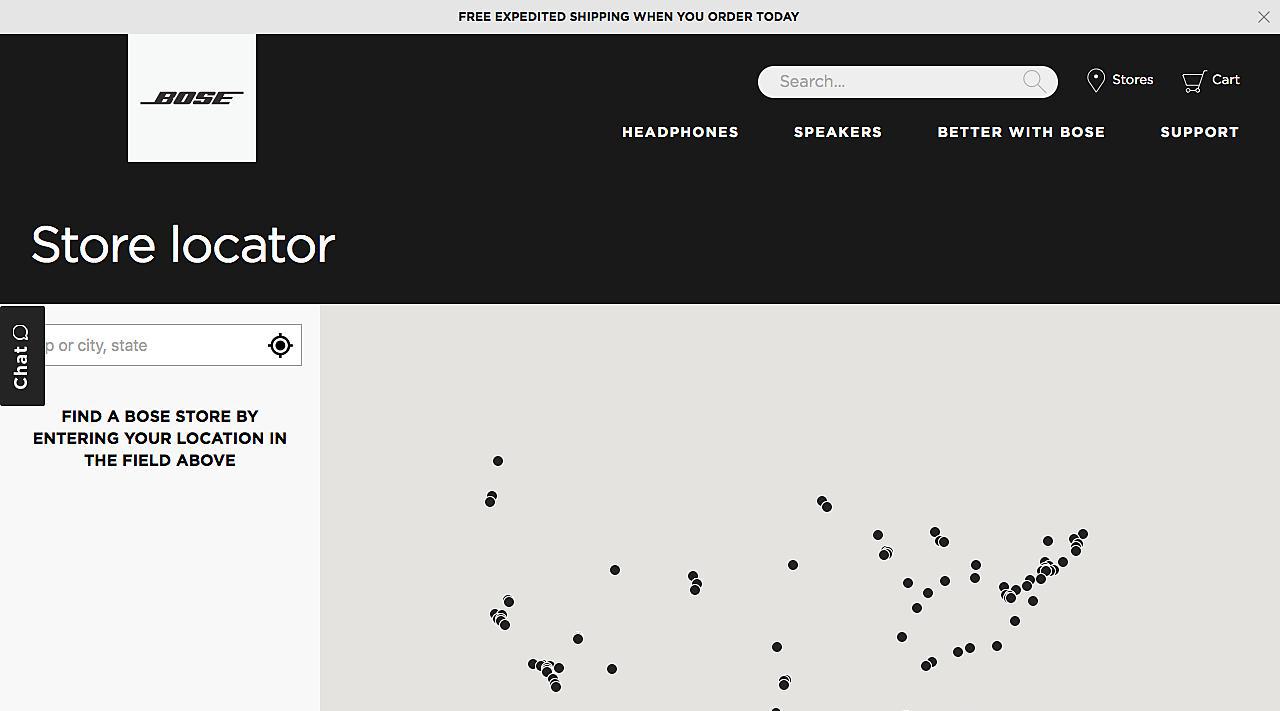 FREE EXPEDITED SHIPPING WHEN YOU ORDER TODAY
BOSE
Search...
Stores
Cart
HEADPHONES
SPEAKERS
BETTER WITH BOSE
SUPPORT
Store locator
Chat
p or city, state
FIND A BOSE STORE BY
ENTERING YOUR LOCATION IN
THE FIELD ABOVE